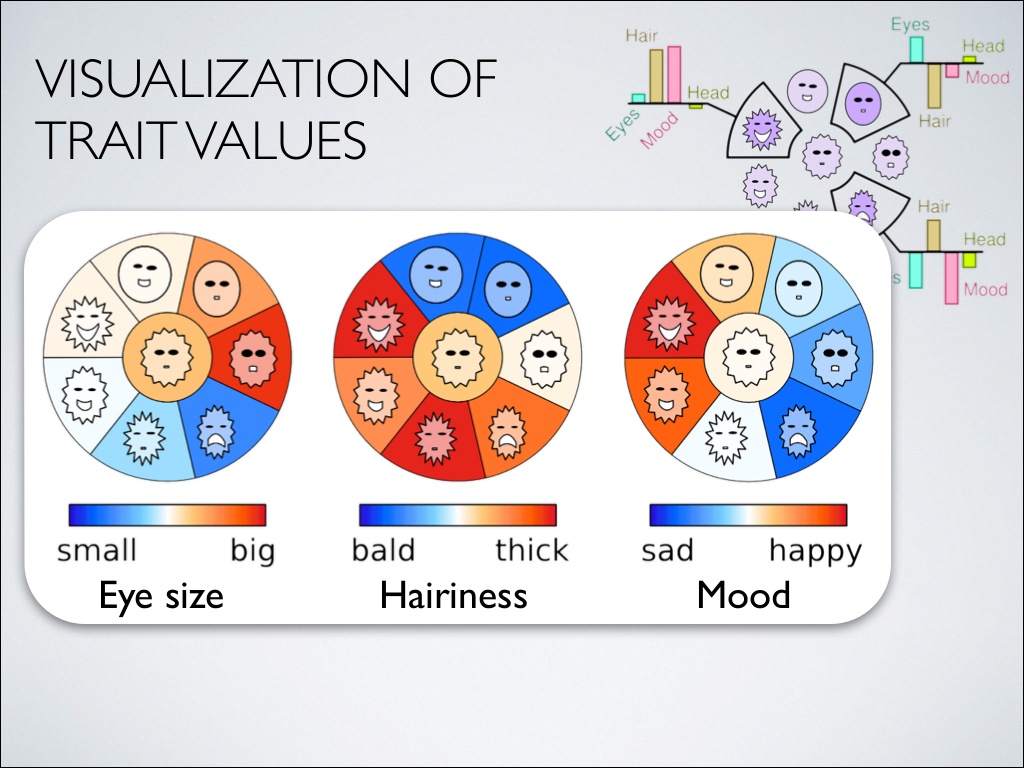 VISUALIZATION OF
TRAIT VALUES
Hair
Head
Eyes
Mood
Eyes
Head
Mood
Hair
Hair
Head
s
Mood
small big
Eye size
bald thick
Hairiness
sad happy
Mood